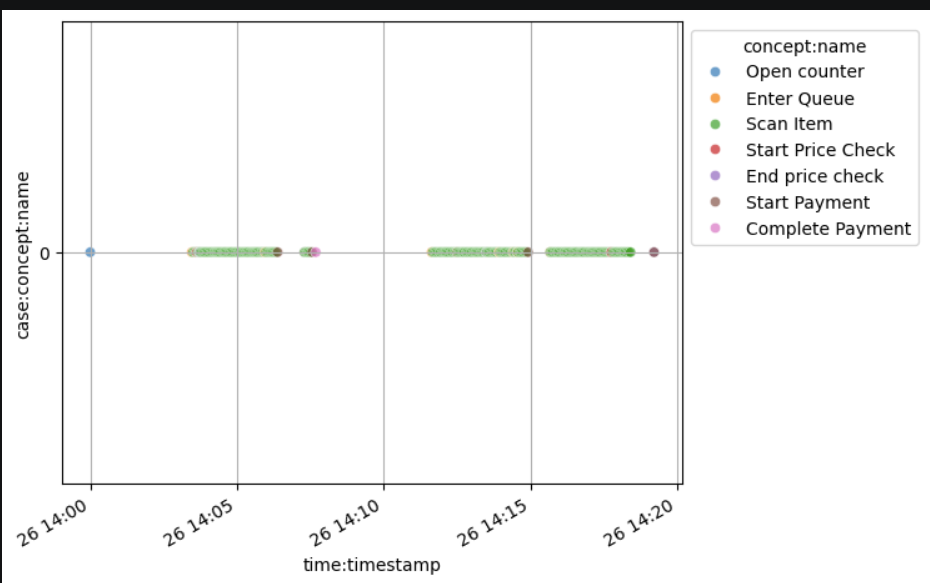 concept:name
Open counter
Enter Queue
Scan Item
Start Price Check
End price check
Start Payment
Complete Payment
case:concept:name
0
26 14:00
26 14:05
26 14:10
26 14:15
26 14:20
time:timestamp